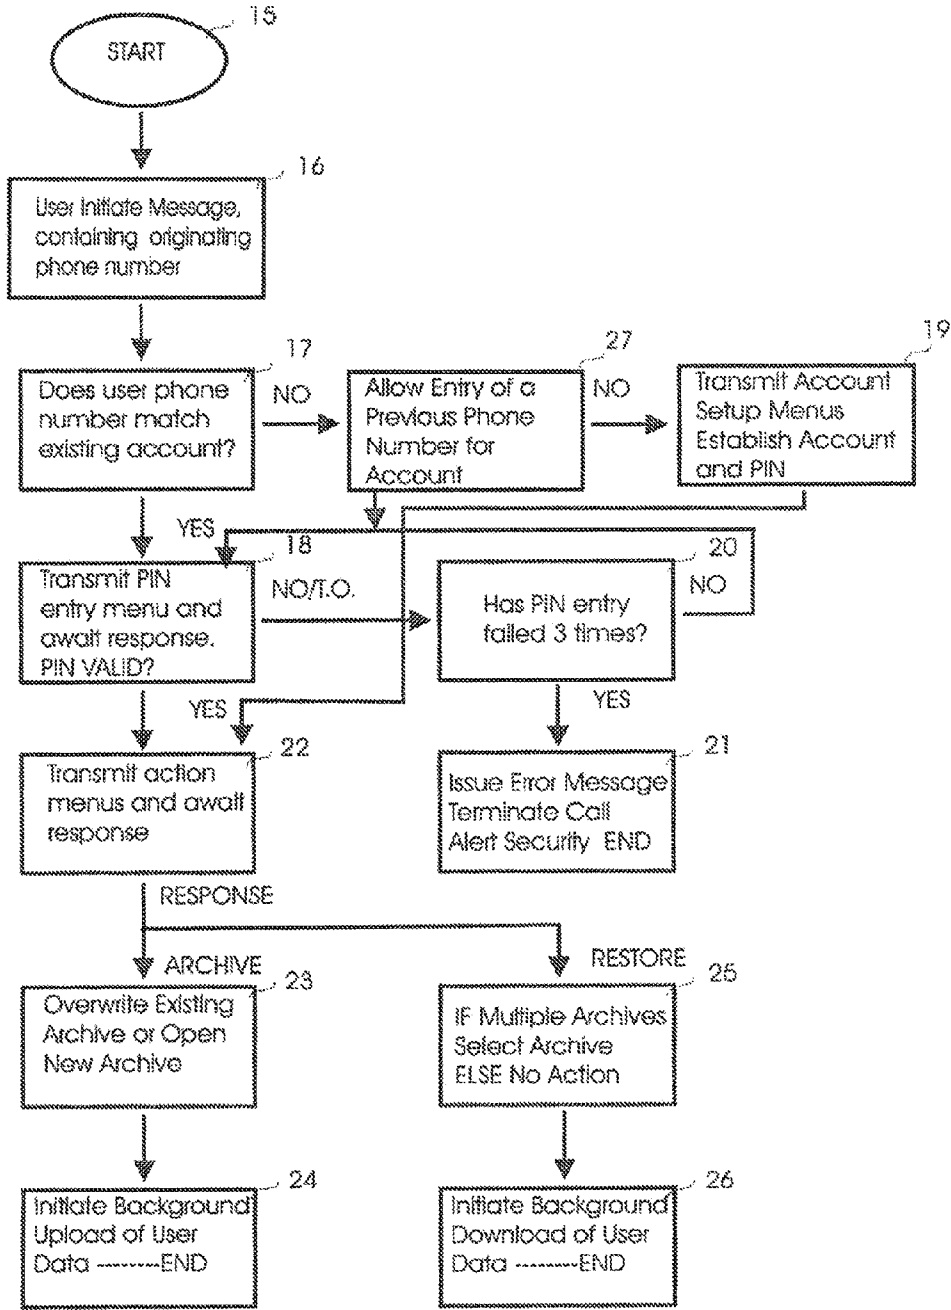 15
START
16
User Initiate Message,
containing originating
phone number
17
Does user phone
number match
existing account?
NO
27
Allow Entry of a
Previous Phone
Number for
Account
NO
19
Transmit Account
Setup Menus
Establish Account
and PIN
YES
18
Transmit PIN
entry menu and
await response.
PIN VALID?
NO/T.O.
20
Has PIN entry
failed 3 times?
NO
YES
YES
22
Transmit action
menus and await
response
21
Issue Error Message
Terminate Call
Alert Security END
RESPONSE
ARCHIVE
RESTORE
23
Overwrite Existing
Archive or Open
New Archive
25
IF Multiple Archives
Select Archive
ELSE No Action
24
Initiate Background
Upload of User
Data --------END
26
Initiate Background
Download of User
Data --------END